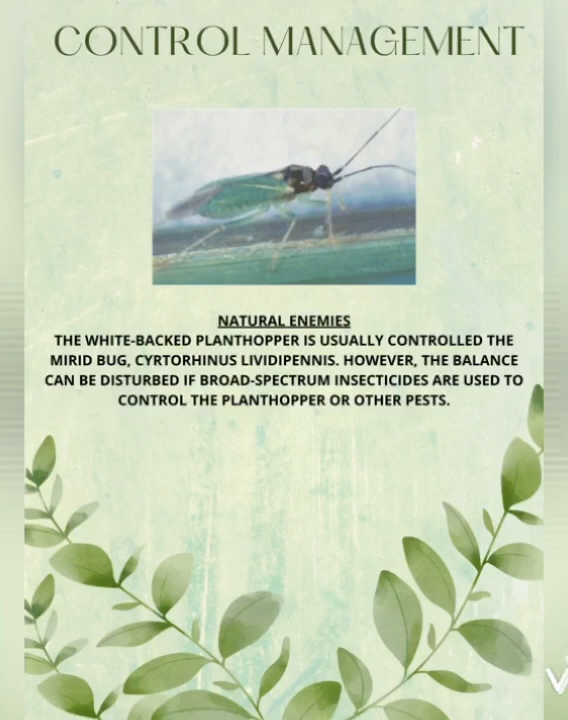 CONTROL MANAGEMENT
NATURAL ENEMIES
THE WHITE-BACKED PLANTHOPPER IS USUALLY CONTROLLED THE
MIRID BUG, CYRTORHINUS LIVIDIPENNIS. HOWEVER, THE BALANCE
CAN BE DISTURBED IF BROAD-SPECTRUM INSECTICIDES ARE USED TO
CONTROL THE PLANTHOPPER OR OTHER PESTS.